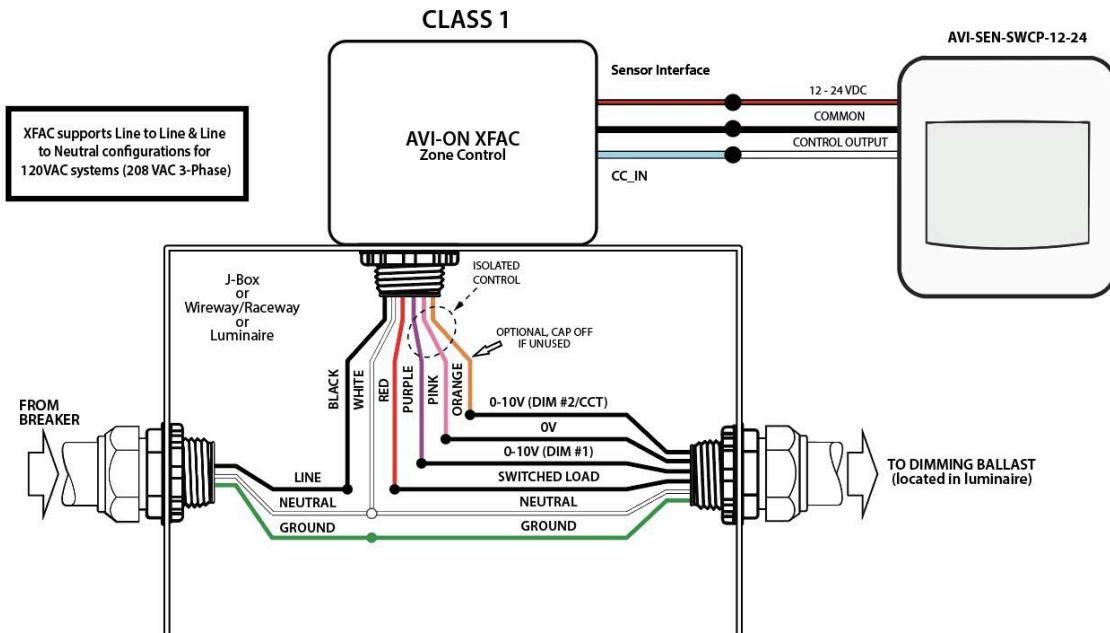 CLASS 1
AVI-SEN-SWCP-12-24
Sensor Interface
12 - 24 VDC
COMMON
CONTROL OUTPUT
CC_IN
XFAC supports Line to Line & Line
to Neutral configurations for
120VAC systems (208 VAC 3-Phase)
AVI-ON XFAC
Zone Control
J-Box
or
Wireway/Raceway
or
Luminaire
ISOLATED
CONTROL
OPTIONAL, CAP OFF
IF UNUSED
BLACK
WHITE
RED
PURPLE
PINK
ORANGE
FROM
BREAKER
0-10V (DIM #2/CCT)
0V
0-10V (DIM #1)
SWITCHED LOAD
LINE
NEUTRAL
NEUTRAL
GROUND
GROUND
TO DIMMING BALLAST
(located in luminaire)